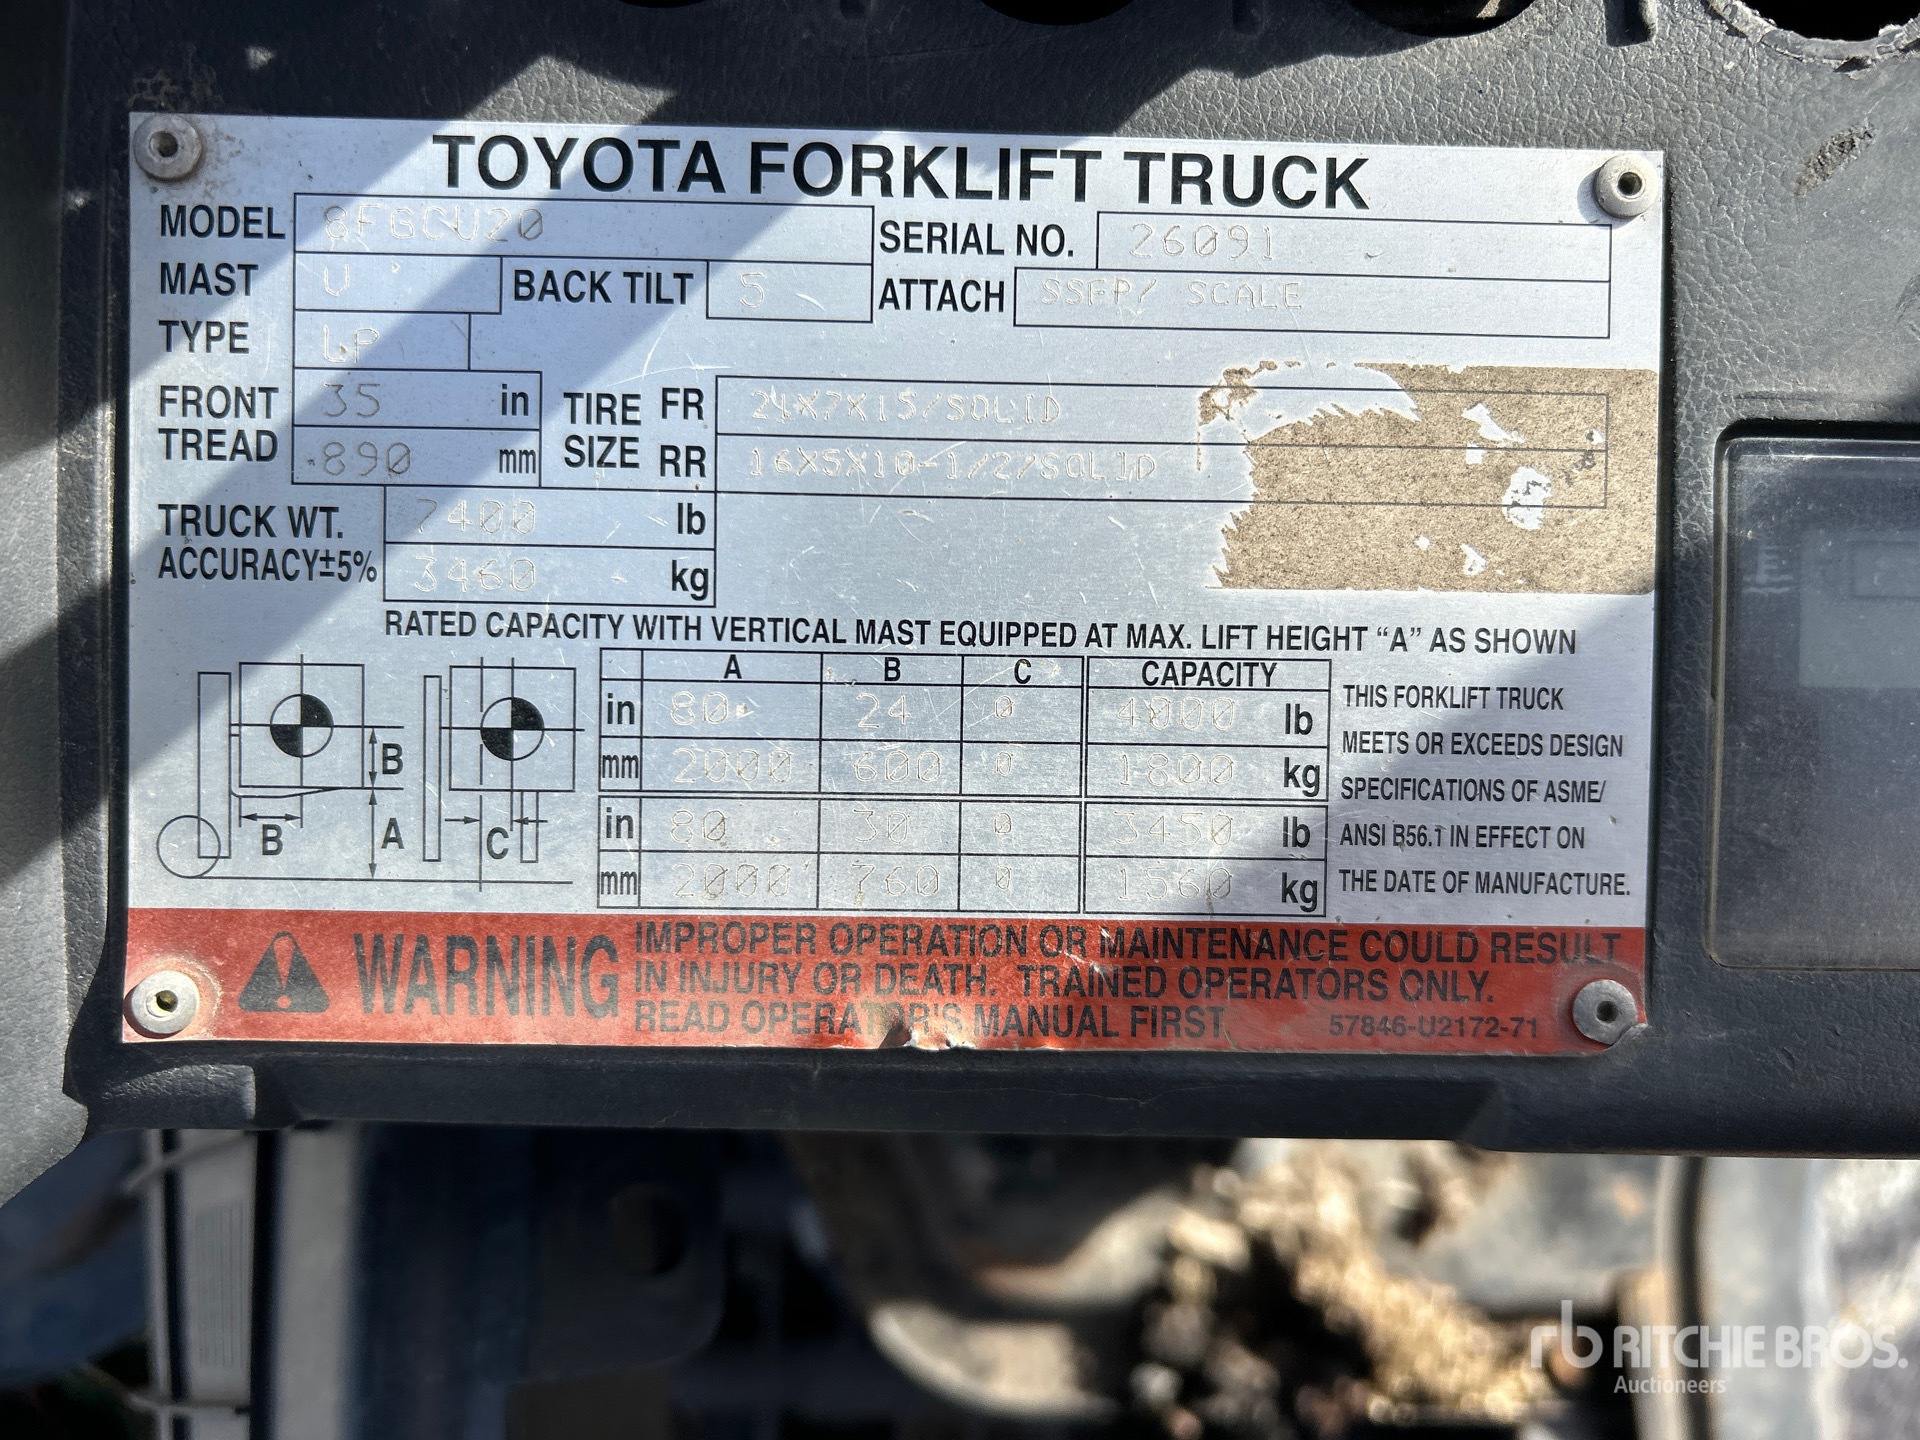 TOYOTA FORKLIFT TRUCK
MODEL 8FGCU20 SERIAL NO. 26091
MAST V BACK TILT 5 ATTACH SSFP/ SCALE
TYPE LP
FRONT TREAD 35 in 890 mm
TIRE SIZE FR 21X7X15/SOLID
RR 16X5X10-1/2/SOLID
TRUCK WT. 7400 lb
ACCURACY±5% 3460 kg
RATED CAPACITY WITH VERTICAL MAST EQUIPPED AT MAX. LIFT HEIGHT "A" AS SHOWN
A B C CAPACITY
in 80 24 0 4000 lb
mm 2000 600 0 1800 kg
in 80 30 0 3450 lb
mm 2000 760 0 1560 kg
B B A C
THIS FORKLIFT TRUCK
MEETS OR EXCEEDS DESIGN
SPECIFICATIONS OF ASME/
ANSI B56.1 IN EFFECT ON
THE DATE OF MANUFACTURE.
WARNING
IMPROPER OPERATION OR MAINTENANCE COULD RESULT
IN INJURY OR DEATH. TRAINED OPERATORS ONLY.
READ OPERATOR'S MANUAL FIRST 57846-U2172-71
rb RITCHIE BROS.
Auctioneers